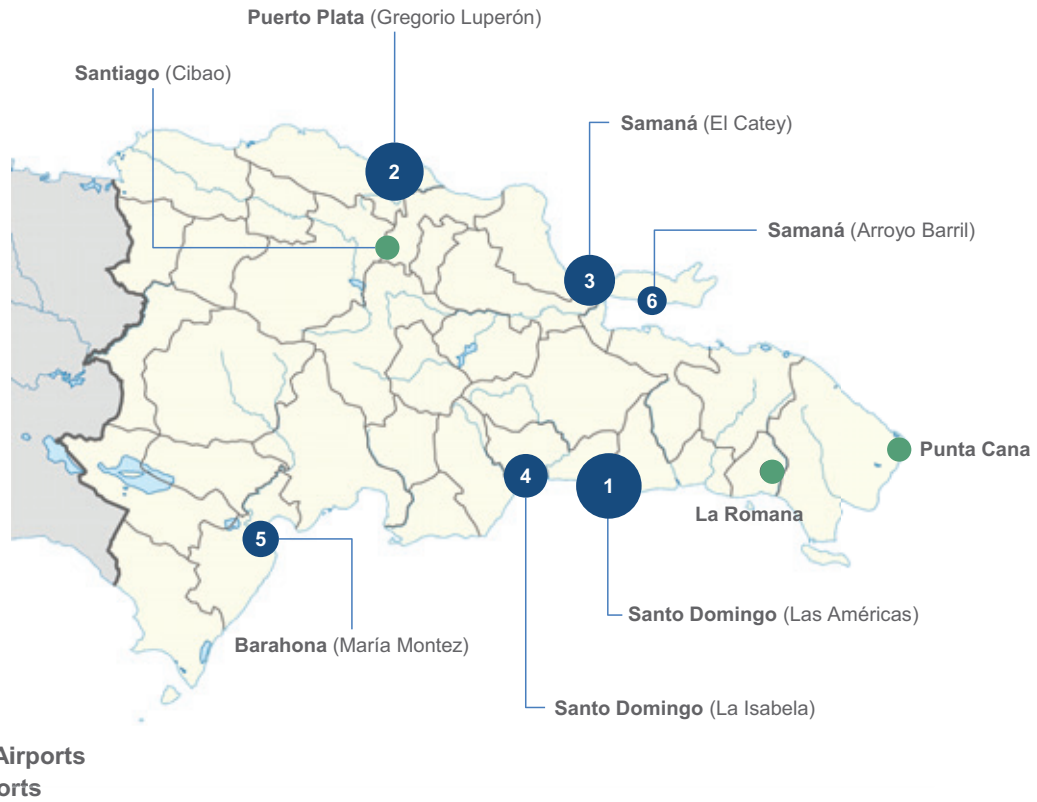 Puerto Plata (Gregorio Luperón)
Santiago (Cibao)
Samaná (El Catey)
2
Samaná (Arroyo Barril)
3
6
Punta Cana
4
1
La Romana
5
Santo Domingo (Las Américas)
Barahona (María Montez)
Santo Domingo (La Isabela)
Airports
orts